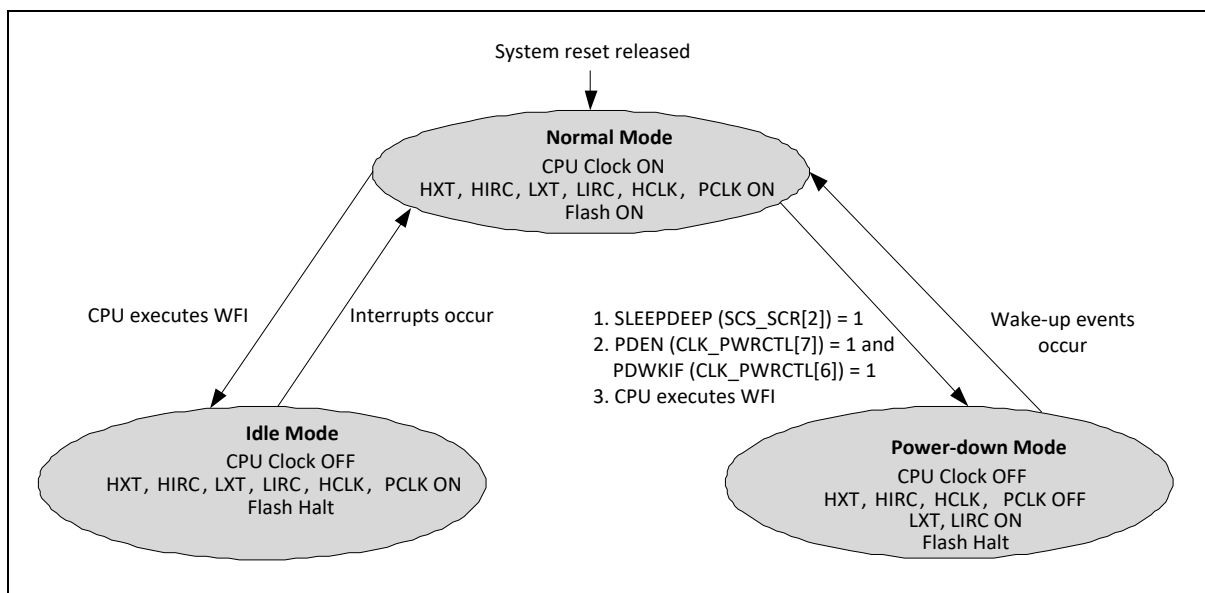 System reset released
Normal Mode
CPU Clock ON
HXT, HIRC, LXT, LIRC, HCLK, PCLK ON
Flash ON
CPU executes WFI
Interrupts occur
1. SLEEPDEEP (SCS_SCR[2]) = 1
2. PDEN (CLK_PWRCTL[7]) = 1 and
PDWKIF (CLK_PWRCTL[6]) = 1
3. CPU executes WFI
Wake-up events
occur
Idle Mode
CPU Clock OFF
HXT, HIRC, LXT, LIRC, HCLK, PCLK ON
Flash Halt
Power-down Mode
CPU Clock OFF
HXT, HIRC, HCLK, PCLK OFF
LXT, LIRC ON
Flash Halt